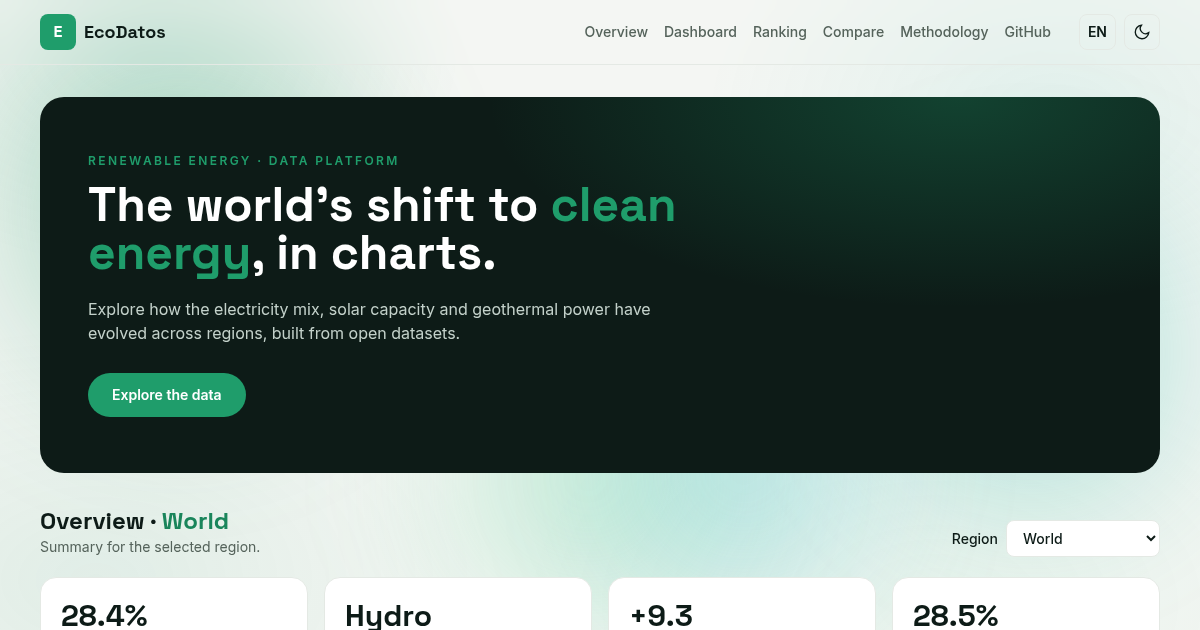 E EcoDatos Overview Dashboard Ranking Compare Methodology GitHub EN
RENEWABLE ENERGY · DATA PLATFORM
The world's shift to clean
energy, in charts.
Explore how the electricity mix, solar capacity and geothermal power have
evolved across regions, built from open datasets.
Explore the data
Overview · World
Summary for the selected region.
Region World
28.4% Hydro +9.3 28.5%